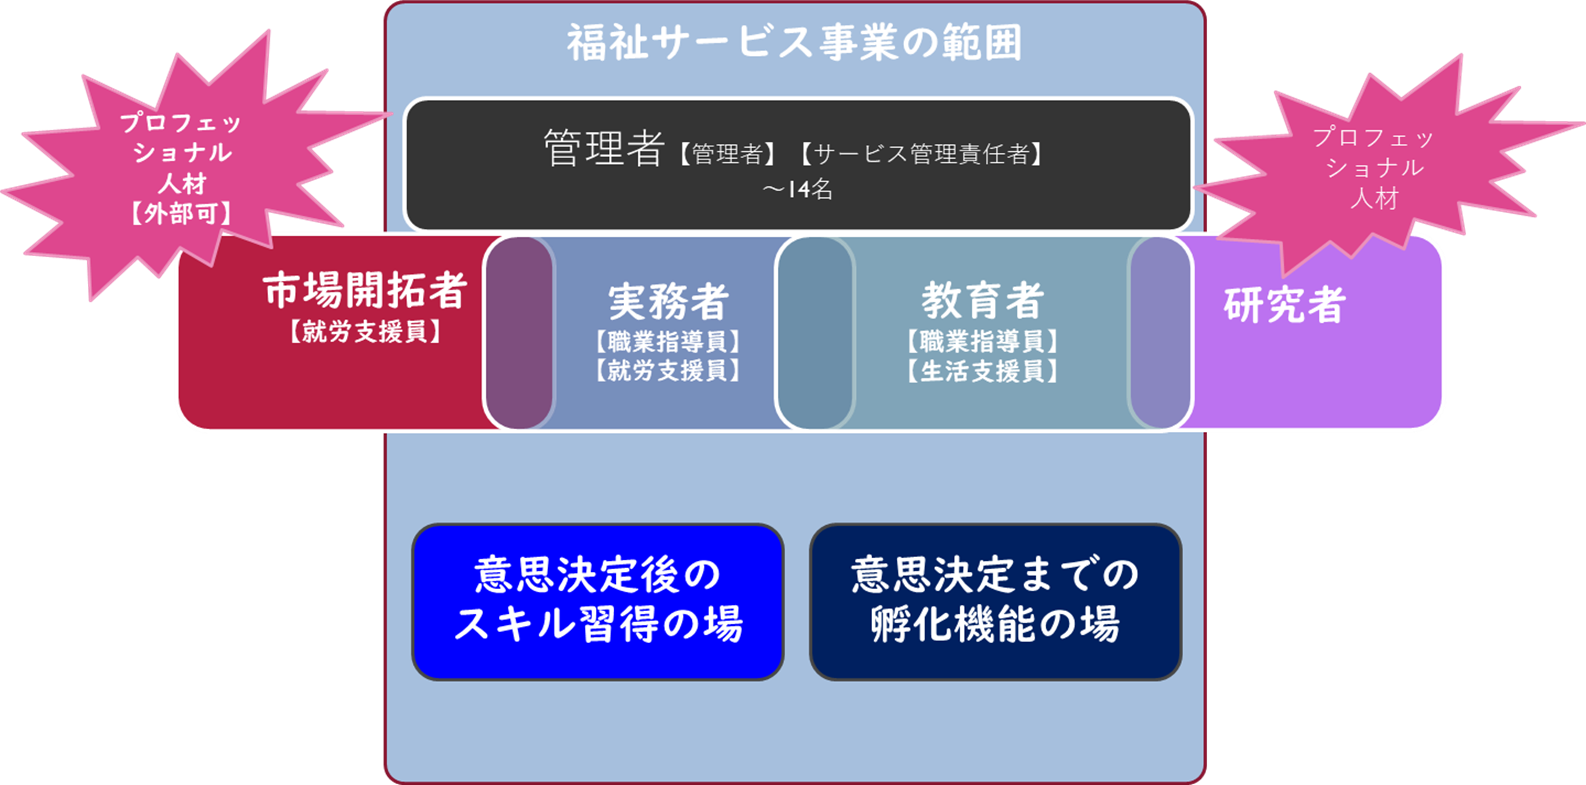 福祉サービス事業の範囲
プロフェッ
ショナル
人材
【外部可】
管理者【管理者】【サービス管理責任者】
～14名
プロフェッ
ショナル
人材
市場開拓者
【就労支援員】
実務者
【職業指導員】
【就労支援員】
教育者
【職業指導員】
【生活支援員】
研究者
意思決定後の
スキル習得の場
意思決定までの
孵化機能の場